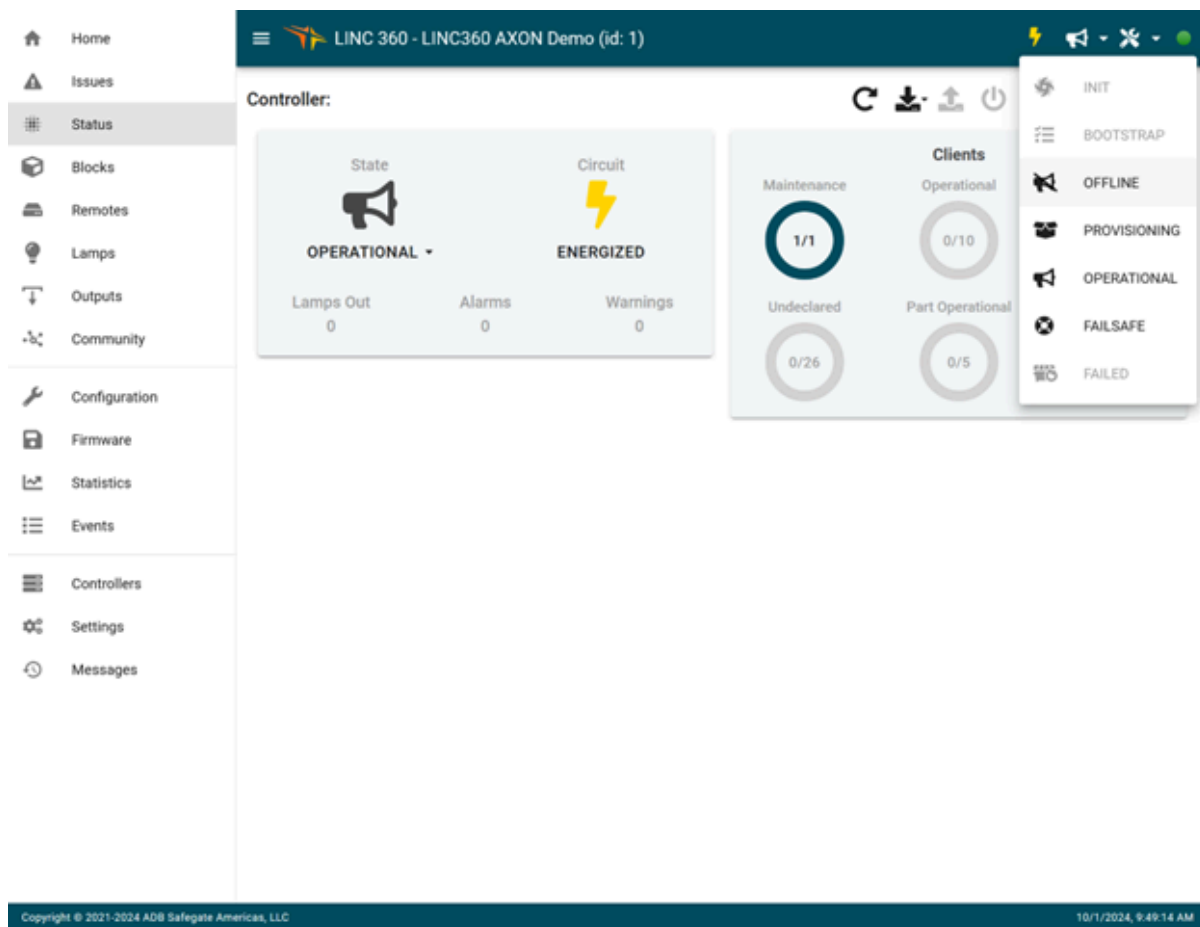 Home
Issues
Status
Blocks
Remotes
Lamps
Outputs
Community
Configuration
Firmware
Statistics
Events
Controllers
Settings
Messages
LINC 360 - LINC360 AXON Demo (id: 1)
Controller:
State
Circuit
OPERATIONAL
ENERGIZED
Lamps Out
Alarms
Warnings
0
0
0
Clients
Maintenance
Operational
1/1
0/10
Undeclared
Part Operational
0/26
0/5
INIT
BOOTSTRAP
OFFLINE
PROVISIONING
OPERATIONAL
FAILSAFE
FAILED
Copyright © 2021-2024 ADB Safegate Americas, LLC
10/1/2024, 9:49:14 AM